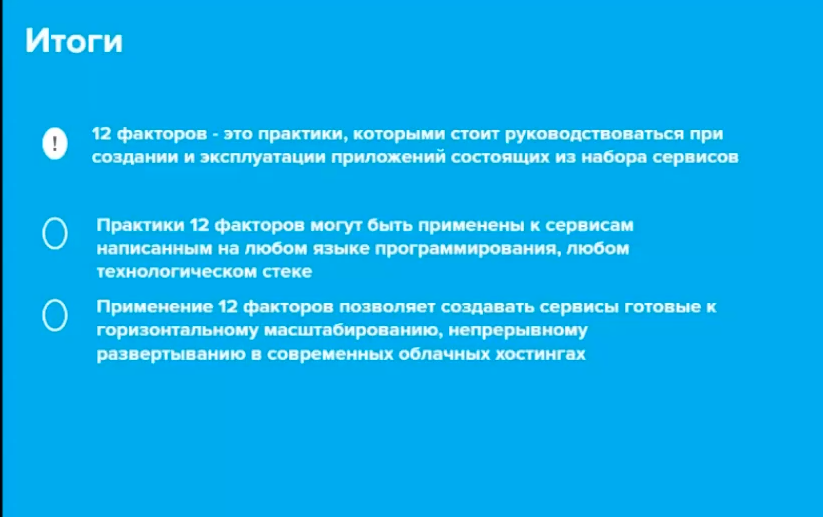 Итоги
!
12 факторов - это практики, которыми стоит руководствоваться при
создании и эксплуатации приложений состоящих из набора сервисов
Практики 12 факторов могут быть применены к сервисам
написанным на любом языке программирования, любом
технологическом стеке
Применение 12 факторов позволяет создавать сервисы готовые к
горизонтальному масштабированию, непрерывному
развертыванию в современных облачных хостингах